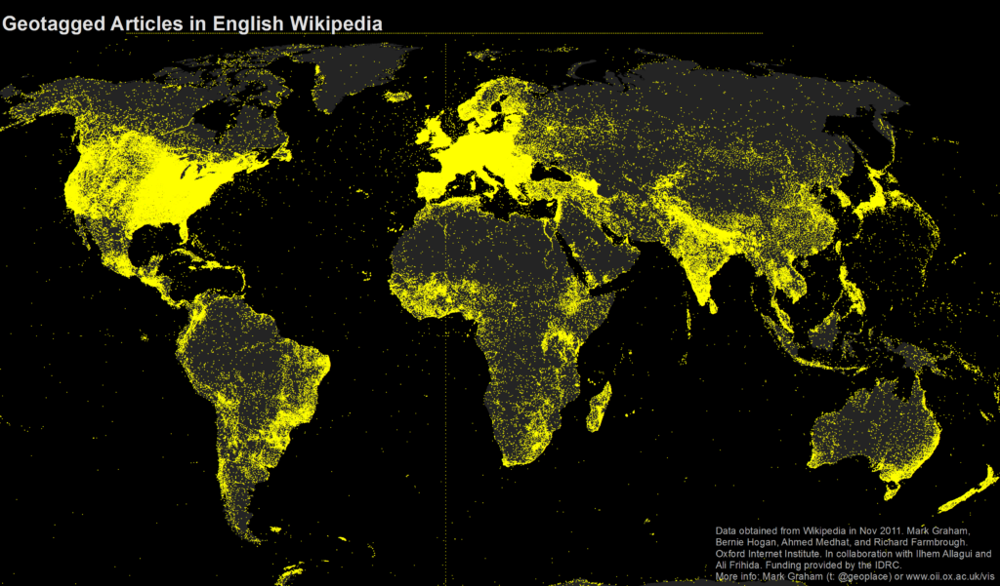 Geotagged Articles in English Wikipedia
Data obtained from Wikipedia in Nov 2011. Mark Graham,
Bernie Hogan, Ahmed Medhat, and Richard Farmbrough.
Oxford Internet Institute. In collaboration with Ilhem Allagui and
Ali Frihida. Funding provided by the IDRC.
More info: Mark Graham (t: @geoplace) or www.oii.ox.ac.uk/vis